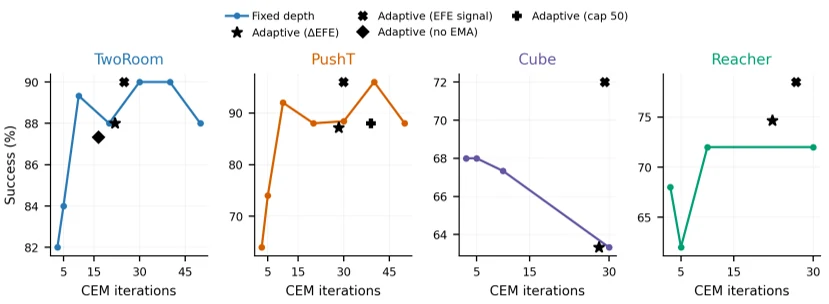 Fixed depth
Adaptive (ΔEFE)
Adaptive (EFE signal)
Adaptive (no EMA)
Adaptive (cap 50)
TwoRoom
PushT
Cube
Reacher
Success (%)
90
88
86
84
82
5 15 30 45
CEM iterations
90
80
70
5 15 30 45
CEM iterations
72
70
68
66
64
5 15 30
CEM iterations
75
70
65
5 15 30
CEM iterations